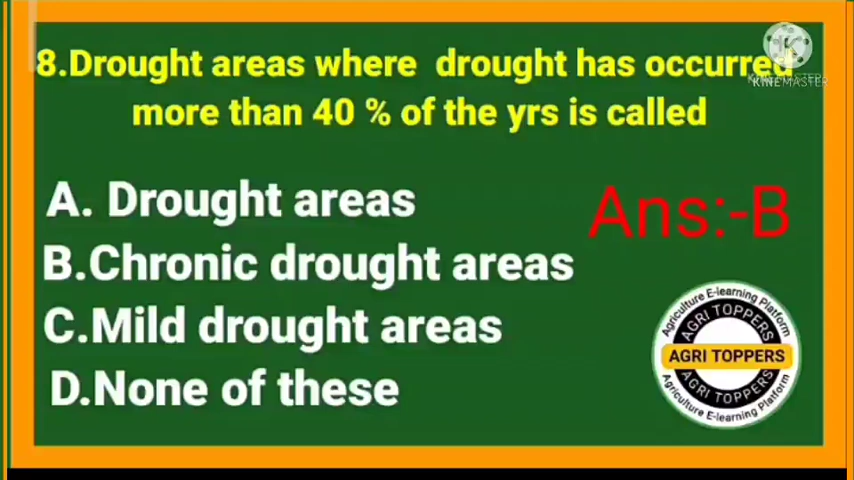 8.Drought areas where drought has occurred
more than 40 % of the yrs is called
A. Drought areas
B.Chronic drought areas
C.Mild drought areas
D.None of these
Ans:-B
Agriculture E-learning Platform
AGRI TOPPERS
AGRI TOPPERS
AGRI TOPPERS
Agriculture E-learning Platform
KINEMASTER
KINEMASTER